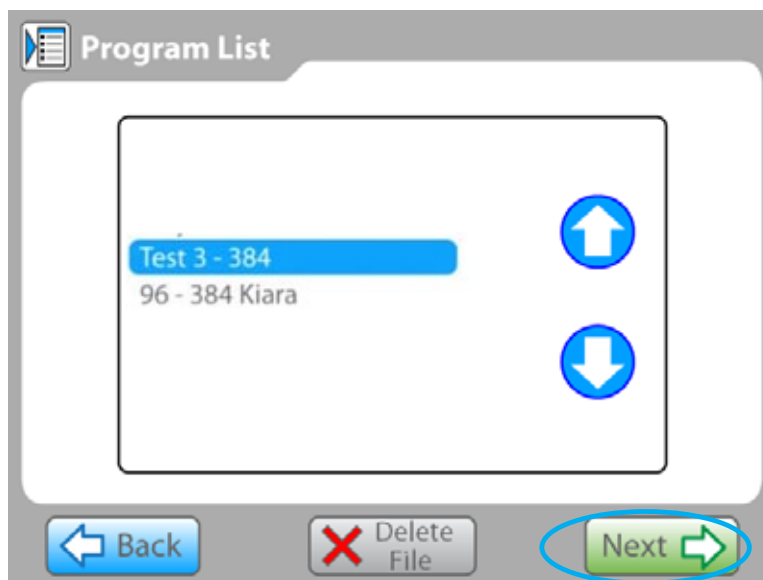 Program List
Test 3 - 384
96 - 384 Kiara
Back
Delete
File
Next